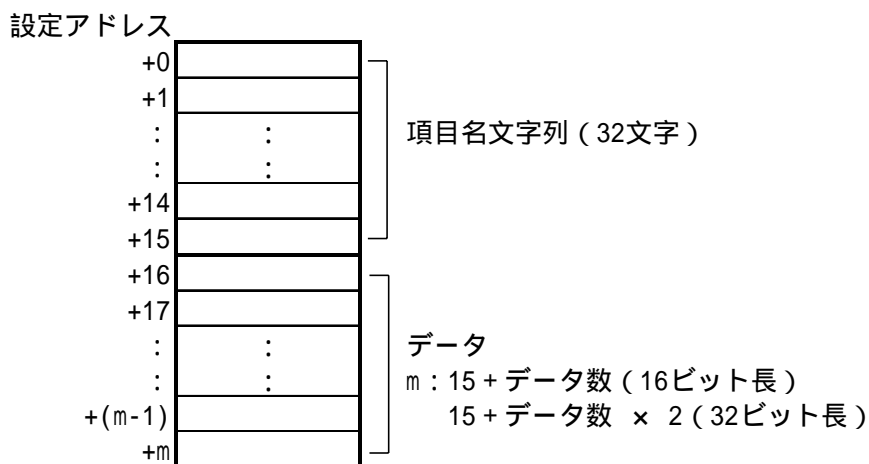 設定アドレス
+0
+1
: :
: :
+14
+15
項目名文字列(32文字)
+16
+17
: :
: :
+(m-1)
+m
データ
m:15+データ数(16ビット長)
15+データ数 × 2(32ビット長)